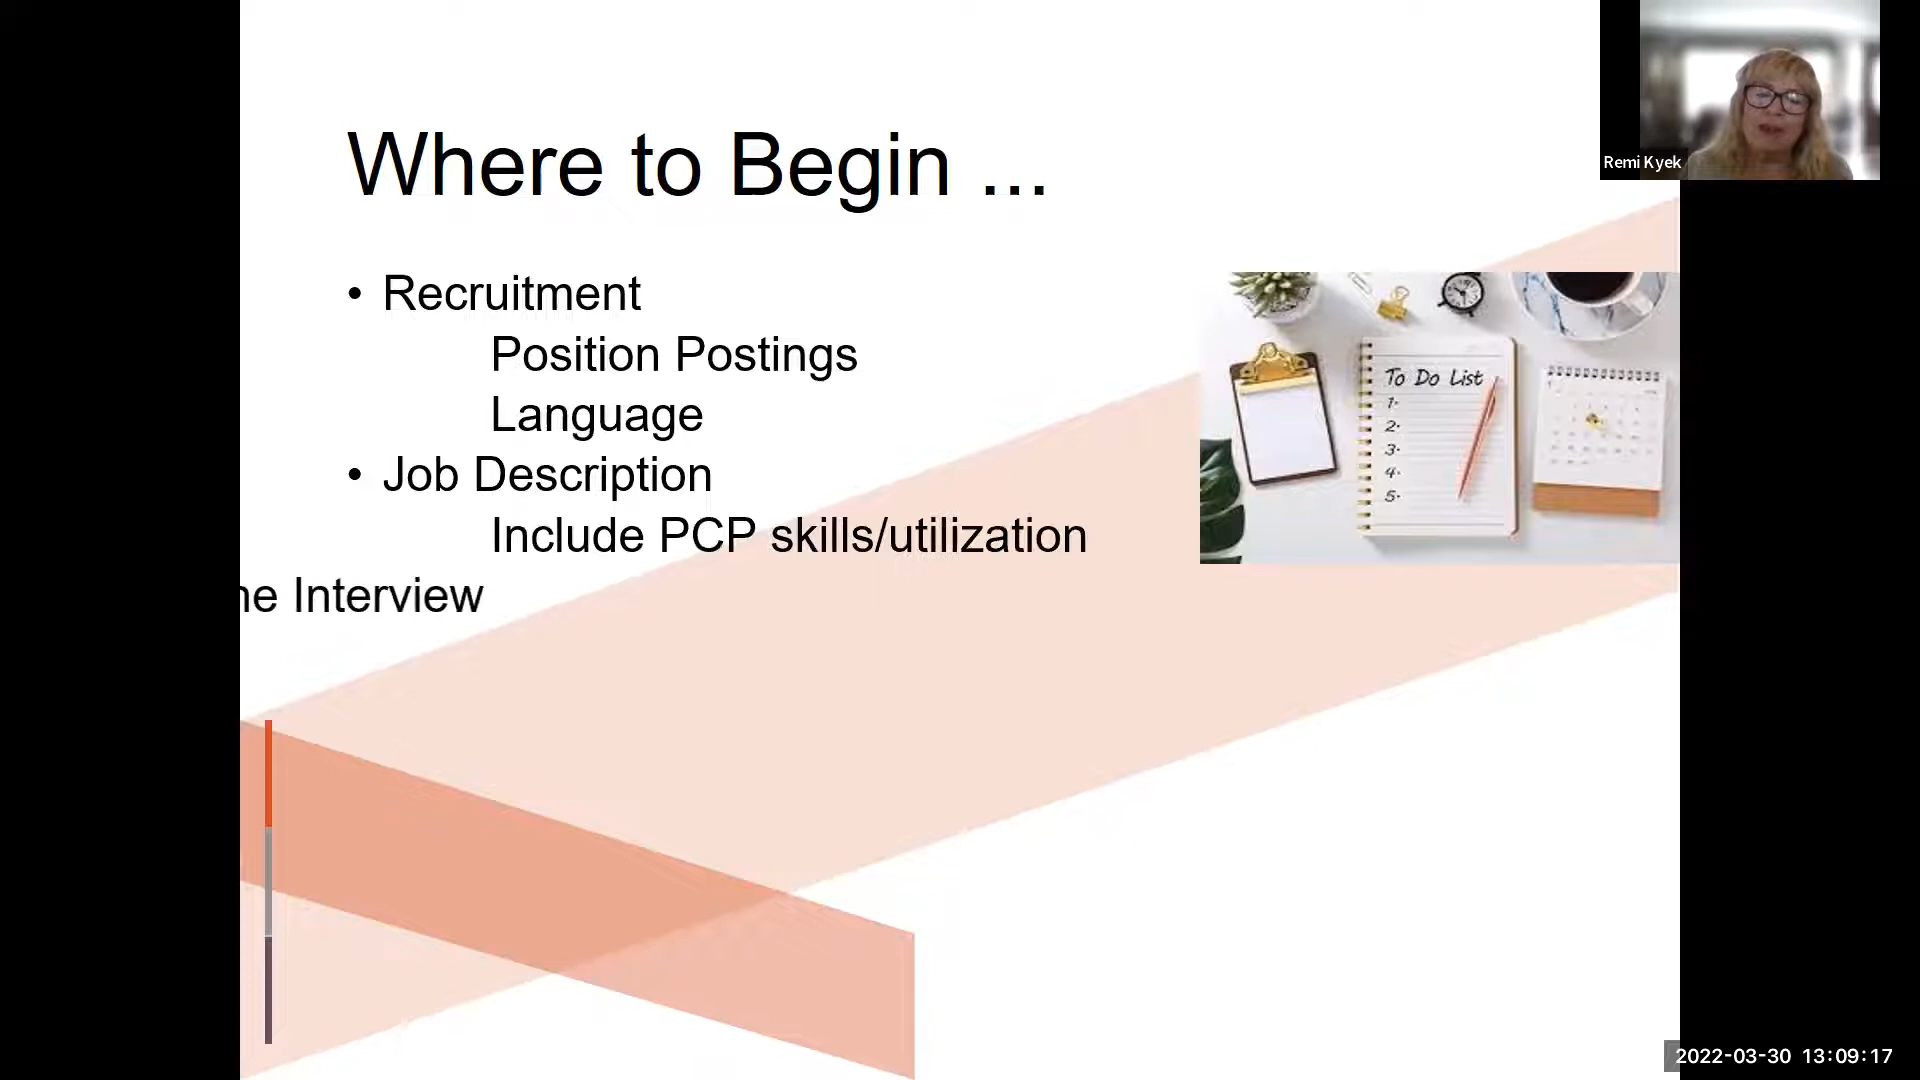 Where to Begin ...
• Recruitment
Position Postings
Language
• Job Description
Include PCP skills/utilization
he Interview
To Do List
1.
2.
3.
4.
5.
Remi Kyek
2022-03-30 13:09:17